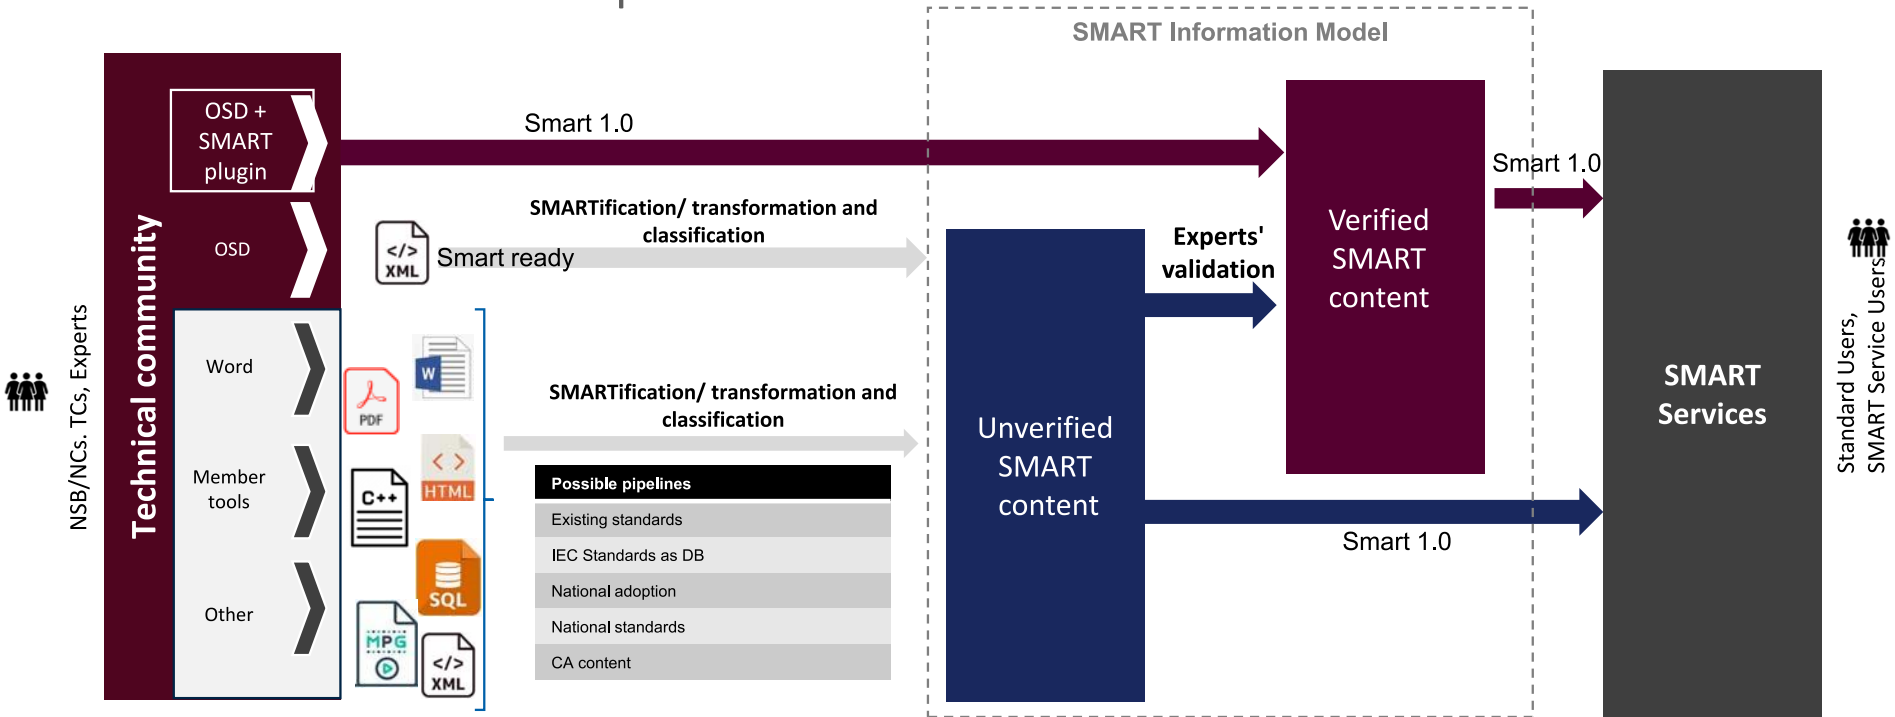 SMART Information Model
OSD +
SMART
plugin
Smart 1.0
Smart 1.0
SMARTification/ transformation and
classification
OSD
</>
XML
Smart ready
Experts'
validation
Verified
SMART
content
Technical community
NSB/NCs. TCs, Experts
Word
W
PDF
SMARTification/ transformation and
classification
Member
tools
< >
HTML
C++
Possible pipelines
Existing standards
IEC Standards as DB
National adoption
National standards
CA content
Other
SQL
MPG
</>
XML
Unverified
SMART
content
Smart 1.0
SMART
Services
Standard Users,
SMART Service Users